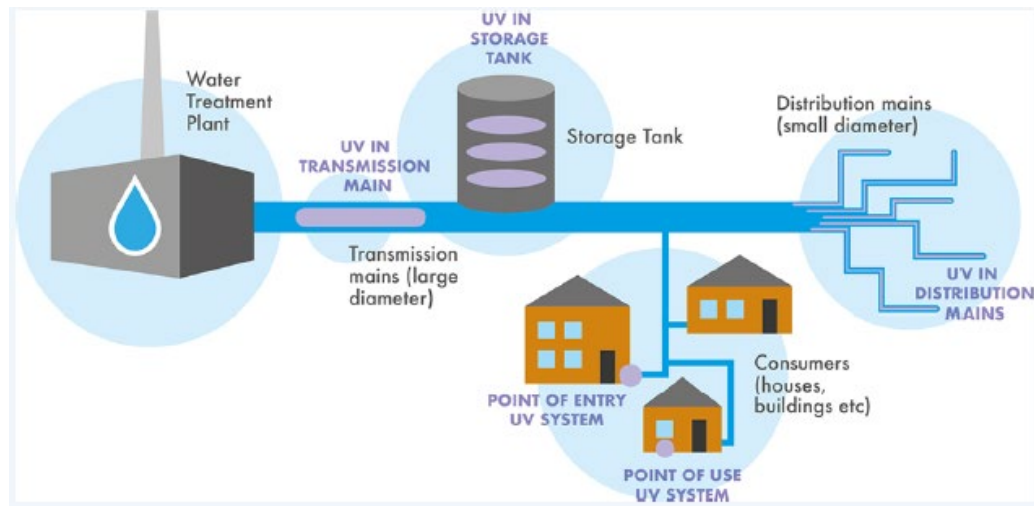 UV IN
STORAGE
TANK
Water
Treatment
Plant
UV IN
TRANSMISSION
MAIN
Storage Tank
Distribution mains
(small diameter)
Transmission
mains (large
diameter)
UV IN
DISTRIBUTION
MAINS
Consumers
(houses,
buildings etc)
POINT OF ENTRY
UV SYSTEM
POINT OF USE
UV SYSTEM